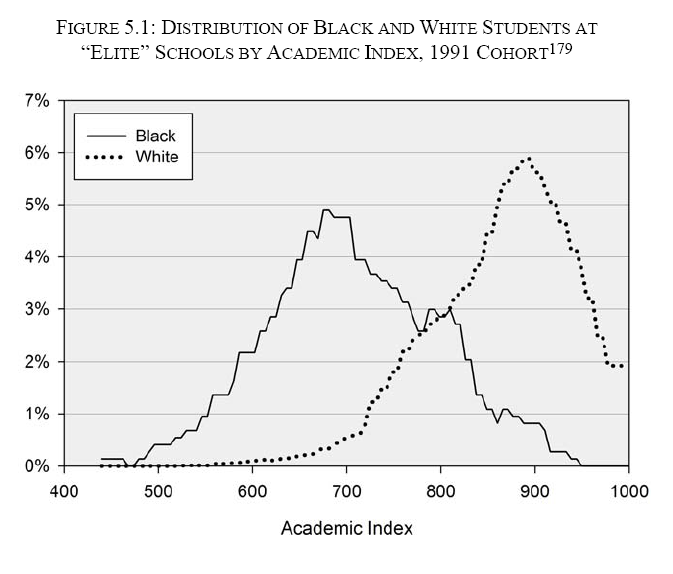 FIGURE 5.1: DISTRIBUTION OF BLACK AND WHITE STUDENTS AT
“ELITE” SCHOOLS BY ACADEMIC INDEX, 1991 COHORT179
7%
Black
White
6%
5%
4%
3%
2%
1%
0%
400 500 600 700 800 900 1000
Academic Index